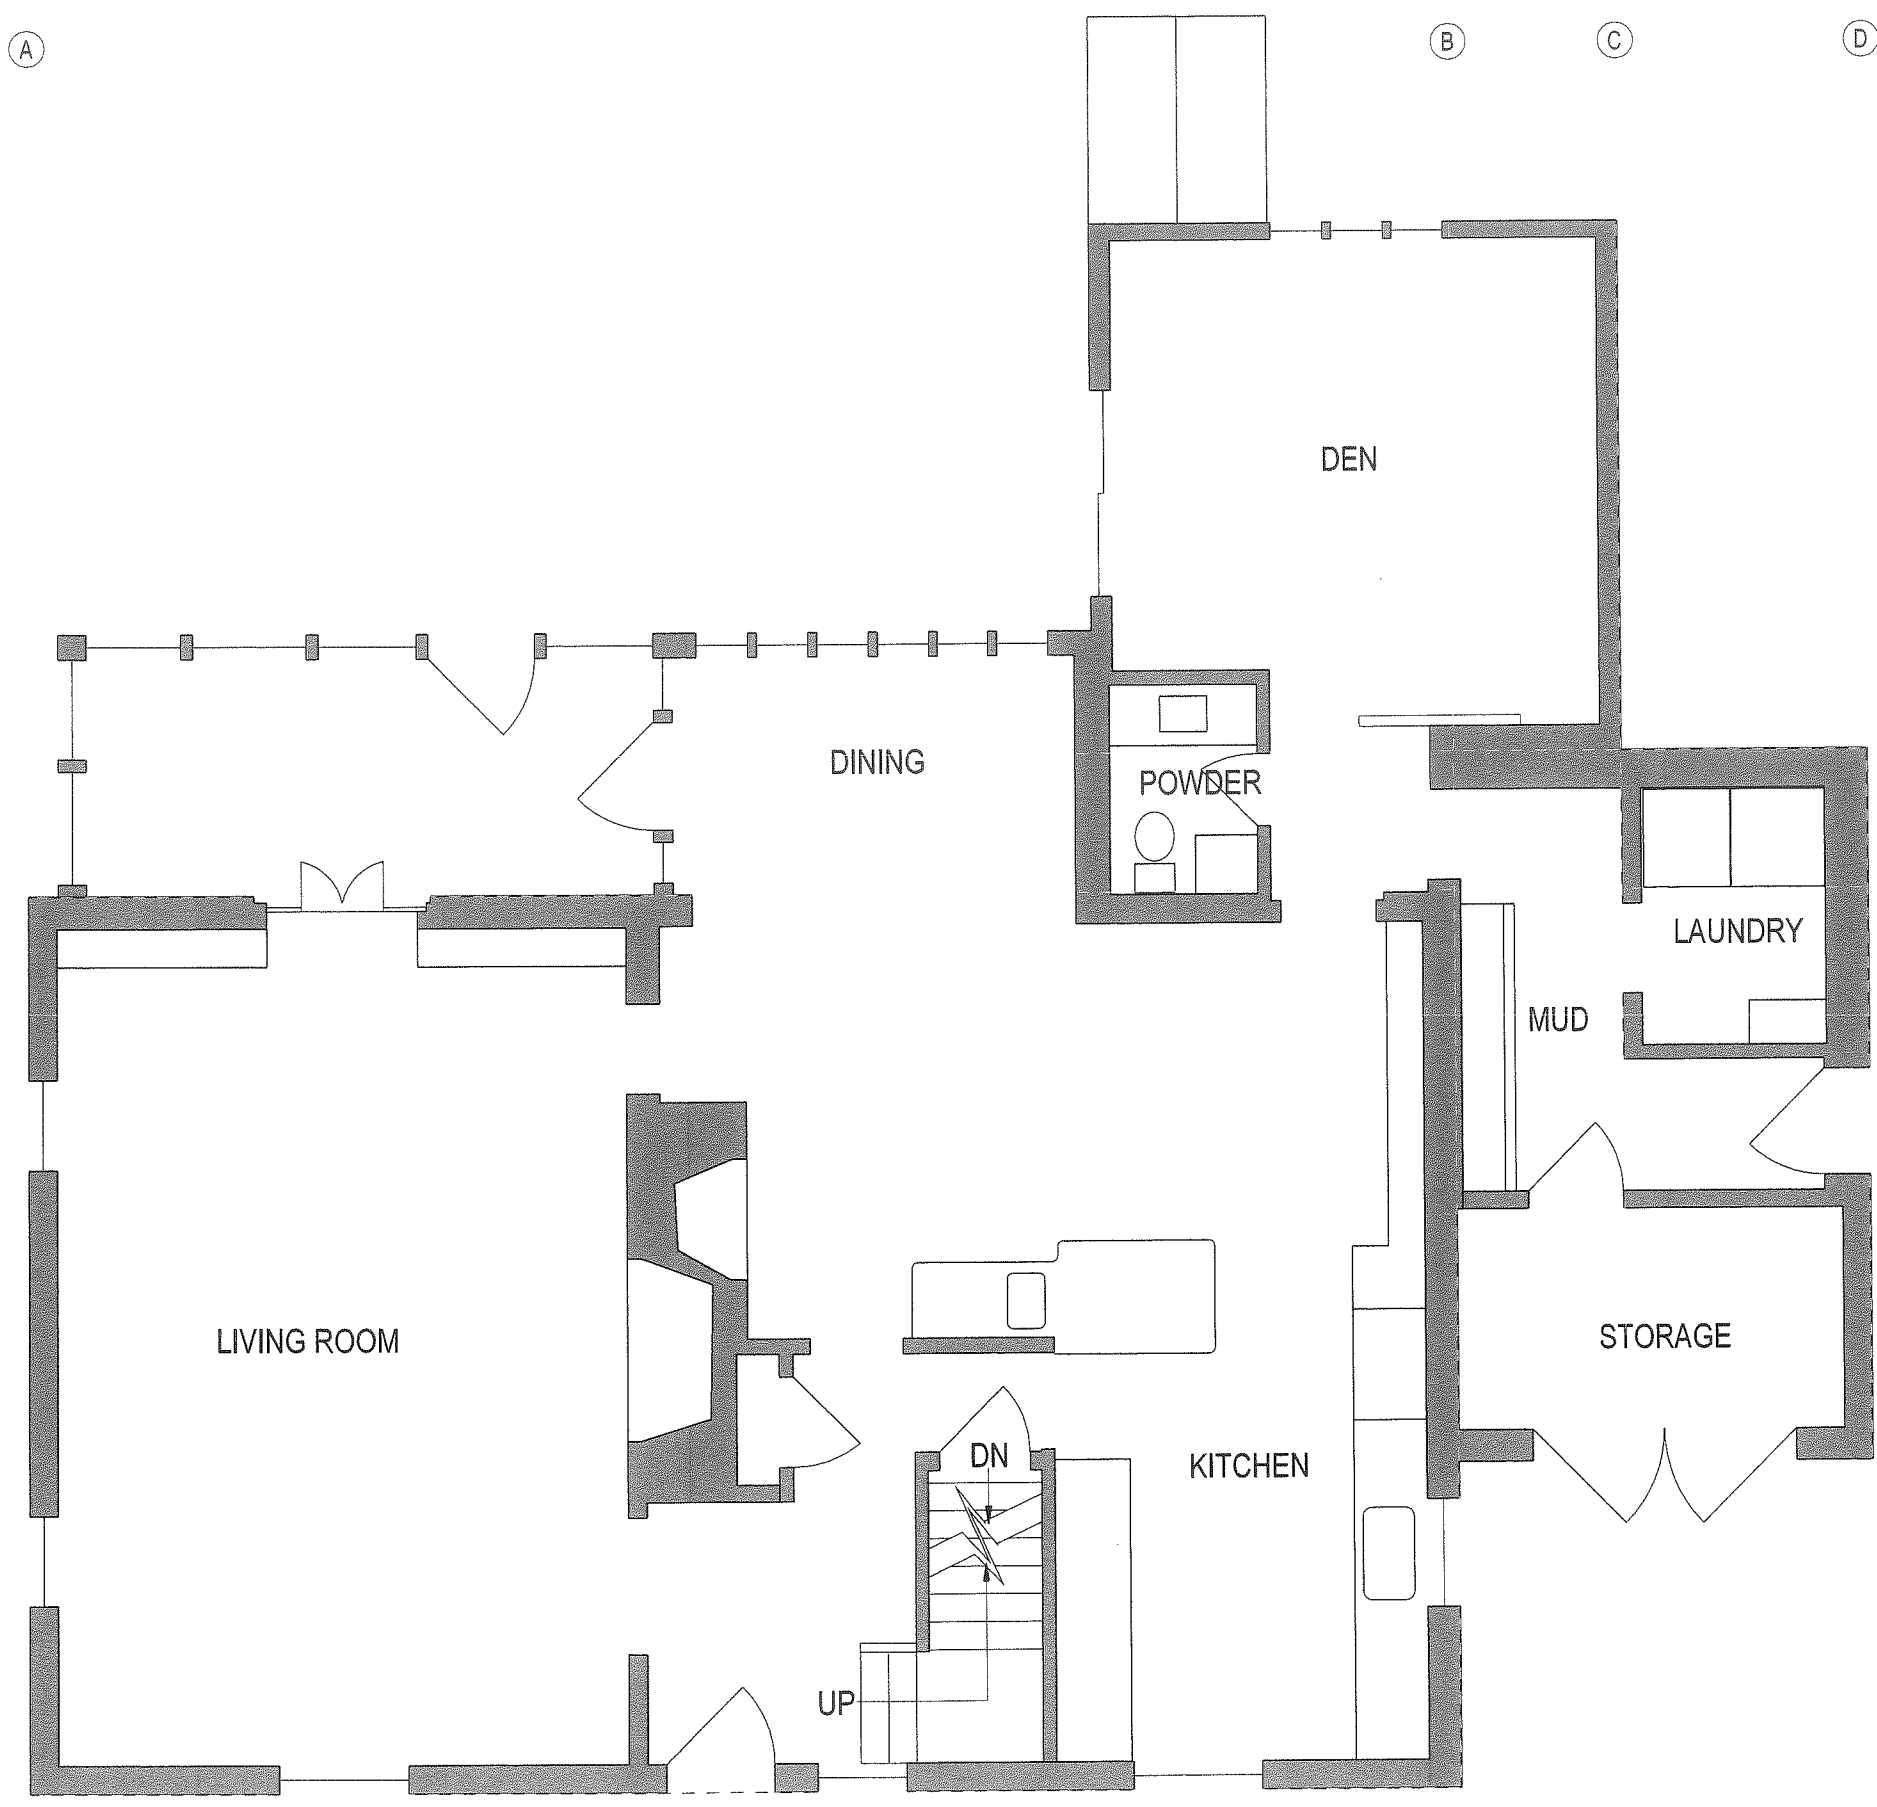 A
B
C
D
DEN
DINING
POWDER
LAUNDRY
MUD
LIVING ROOM
STORAGE
DN
KITCHEN
UP